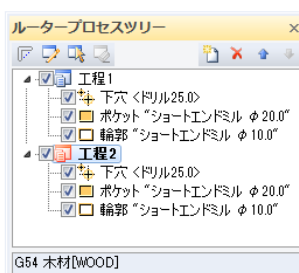 ルータープロセスツリー
工程1
下穴 <ドリル25.0>
ポケット “ショートエンドミル φ20.0”
輪郭 “ショートエンドミル φ10.0”
工程2
下穴 <ドリル25.0>
ポケット “ショートエンドミル φ20.0”
輪郭 “ショートエンドミル φ10.0”
G54 木材[WOOD]